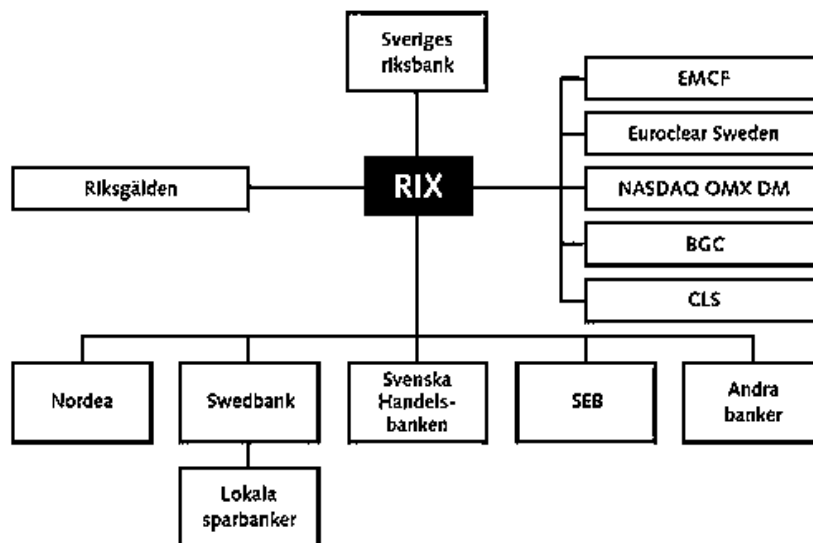 Sveriges
riksbank
EMCF
Euroclear Sweden
Riksgälden
RIX
NASDAQ OMX DM
BGC
CLS
Nordea
Swedbank
Svenska
Handels-
banken
SEB
Andra
banker
Lokala
sparbanker